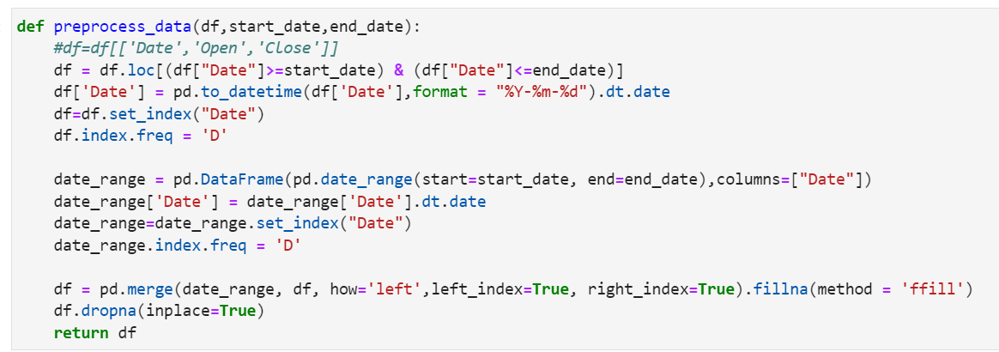 def preprocess_data(df,start_date,end_date):
    #df=df[['Date','Open','Close']]
    df = df.loc[(df["Date"]>=start_date) & (df["Date"]<=end_date)]
    df['Date'] = pd.to_datetime(df['Date'],format = "%Y-%m-%d").dt.date
    df=df.set_index("Date")
    df.index.freq = 'D'

    date_range = pd.DataFrame(pd.date_range(start=start_date, end=end_date),columns=["Date"])
    date_range['Date'] = date_range['Date'].dt.date
    date_range=date_range.set_index("Date")
    date_range.index.freq = 'D'

    df = pd.merge(date_range, df, how='left',left_index=True, right_index=True).fillna(method = 'ffill')
    df.dropna(inplace=True)
    return df